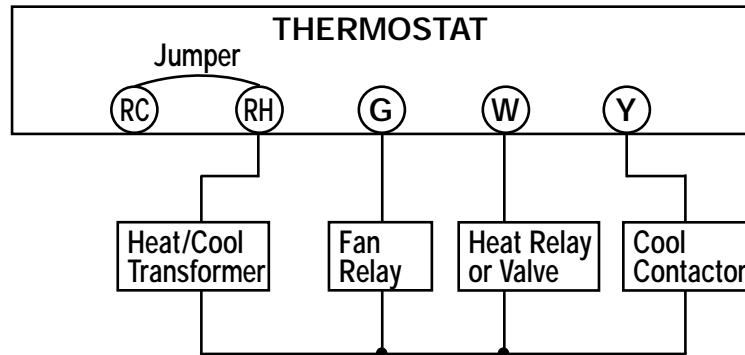 THERMOSTAT
Jumper
RC
RH
G
W
Y
Heat/Cool
Transformer
Fan
Relay
Heat Relay
or Valve
Cool
Contactor